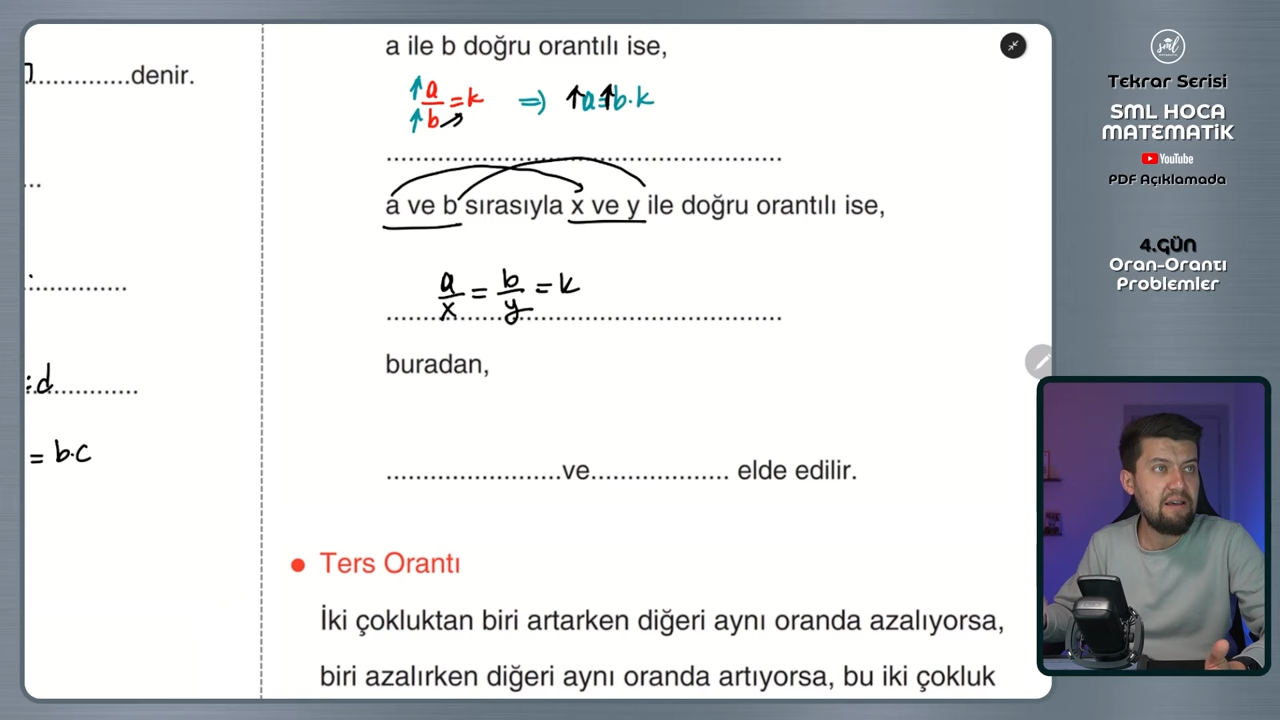 .............denir.
...
:............
:.d...........
= b.c
a ile b doğru orantılı ise,
↑a/↑b = k ⇒ ↑a=↑b.k
......................................................
a ve b sırasıyla x ve y ile doğru orantılı ise,
a/x = b/y = k
......................................................
buradan,
........................ve................... elde edilir.
• Ters Orantı
İki çokluktan biri artarken diğeri aynı oranda azalıyorsa,
biri azalırken diğeri aynı oranda artıyorsa, bu iki çokluk
sml
Tekrar Serisi
SML HOCA
MATEMATİK
YouTube
PDF Açıklamada
4.GÜN
Oran-Orantı
Problemler